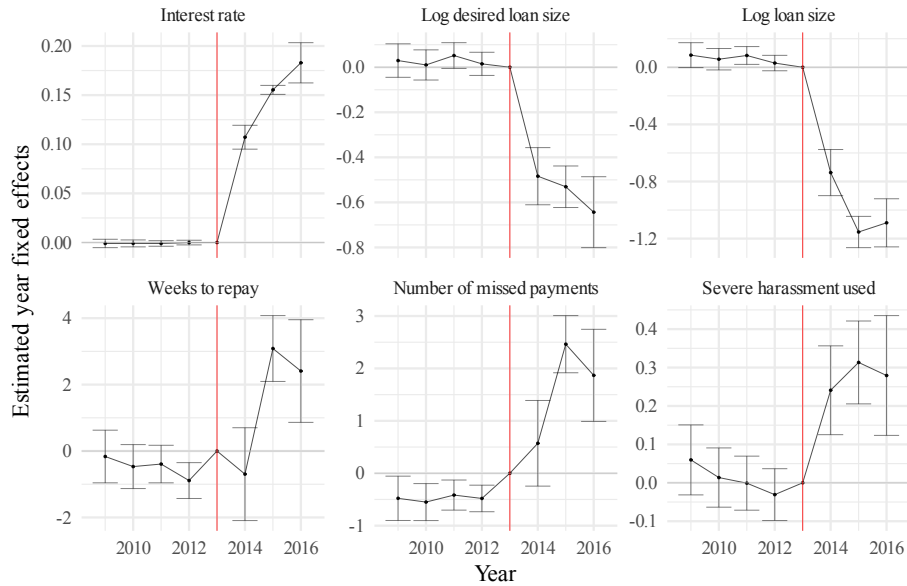 Interest rate
Log desired loan size
Log loan size
0.20
0.15
0.10
0.05
0.00
0.0
-0.2
-0.4
-0.6
-0.8
0.0
-0.4
-0.8
-1.2
Estimated year fixed effects
Weeks to repay
Number of missed payments
Severe harassment used
4
2
0
-2
3
2
1
0
-1
0.4
0.3
0.2
0.1
0.0
-0.1
2010 2012 2014 2016
2010 2012 2014 2016
2010 2012 2014 2016
Year